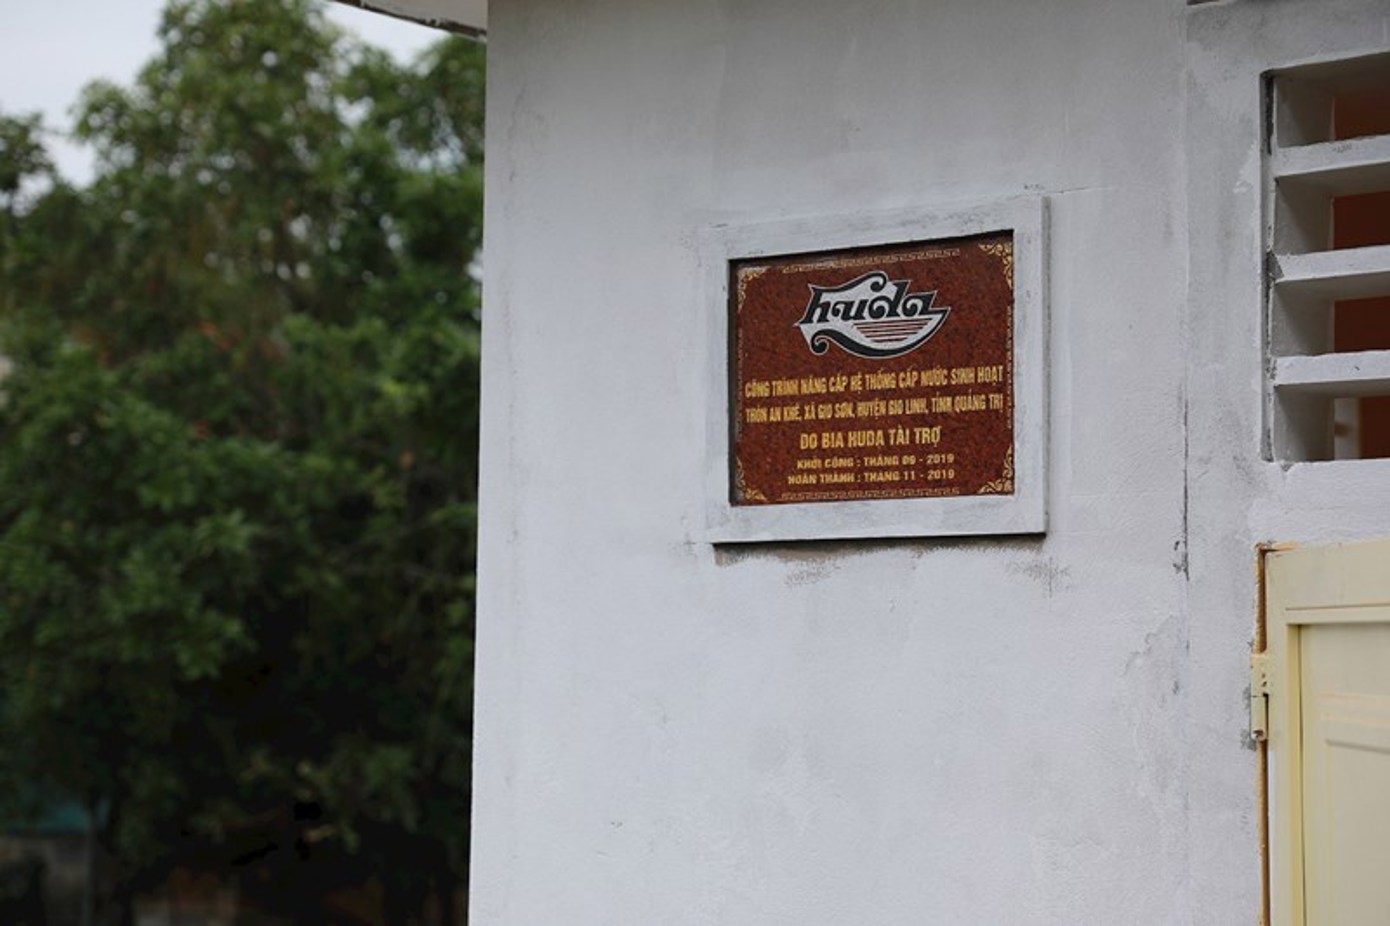 huda
CÔNG TRÌNH NÂNG CẤP HỆ THỐNG CẤP NƯỚC SINH HOẠT
THÔN AN KHÊ, XÃ GIO SƠN, HUYỆN GIO LINH, TỈNH QUẢNG TRỊ
DO BIA HUDA TÀI TRỢ
KHỞI CÔNG : THÁNG 09 - 2019
HOÀN THÀNH : THÁNG 11 - 2019